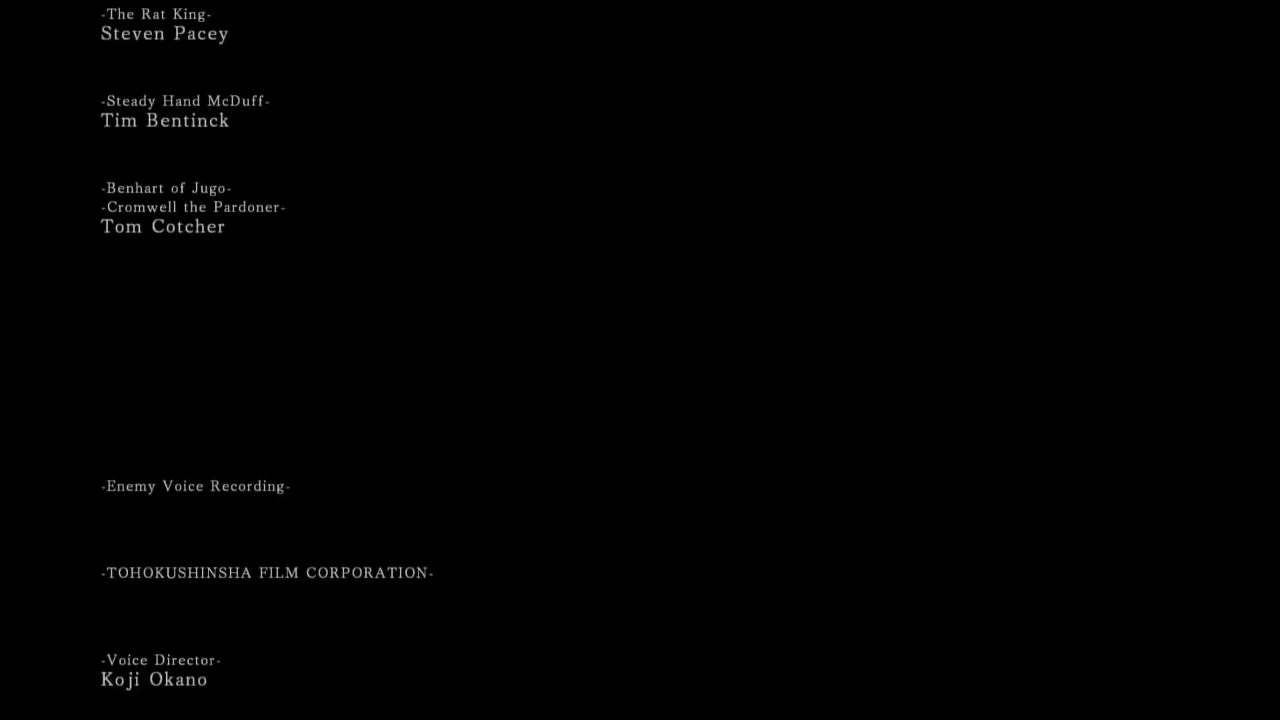 -The Rat King-
Steven Pacey
-Steady Hand McDuff-
Tim Bentinck
-Benhart of Jugo-
-Cromwell the Pardoner-
Tom Cotcher
-Enemy Voice Recording-
-TOHOKUSHINSHA FILM CORPORATION-
-Voice Director-
Koji Okano